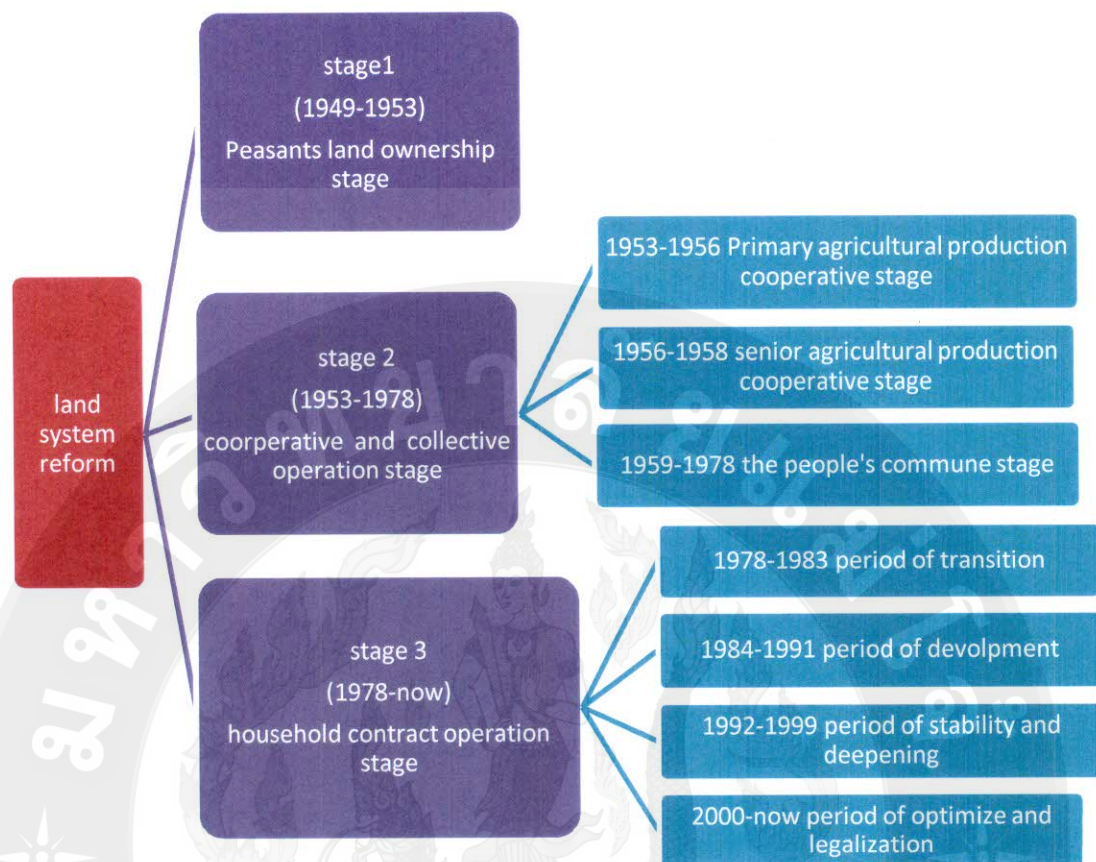 land
system
reform
stage1
(1949-1953)
Peasants land ownership
stage
stage 2
(1953-1978)
coorperative and collective
operation stage
1953-1956 Primary agricultural production
cooperative stage
1956-1958 senior agricultural production
cooperative stage
1959-1978 the people's commune stage
stage 3
(1978-now)
household contract operation
stage
1978-1983 period of transition
1984-1991 period of devolpment
1992-1999 period of stability and
deepening
2000-now period of optimize and
legalization